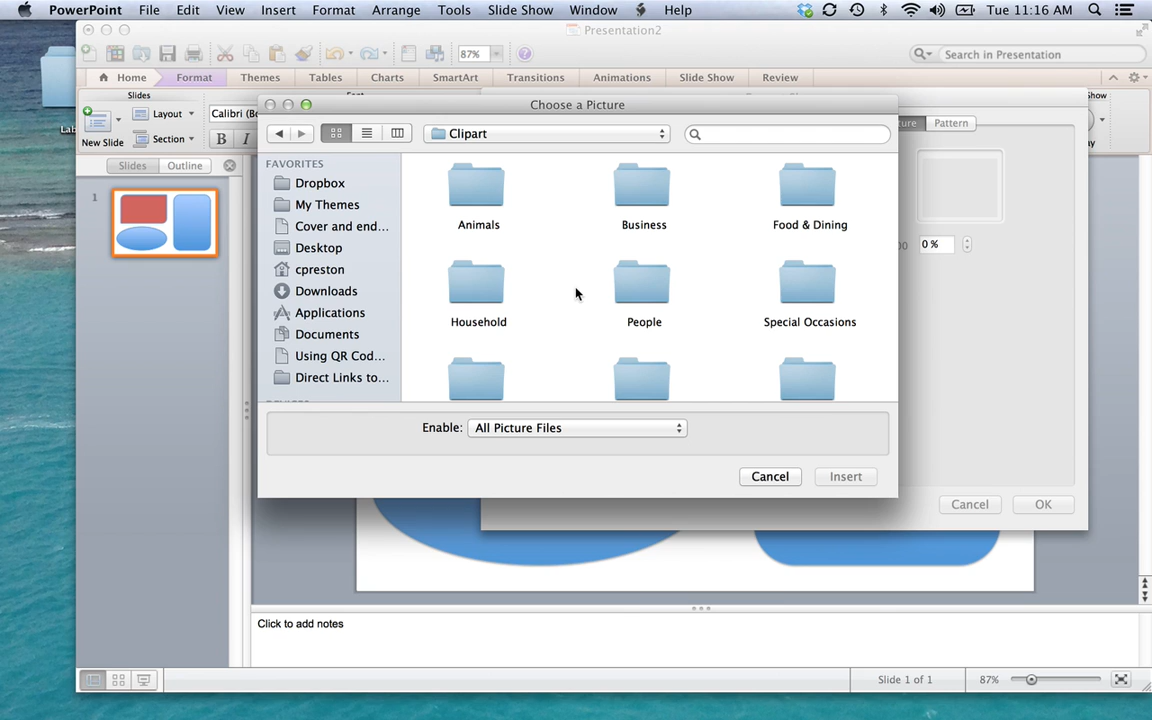 PowerPoint File Edit View Insert Format Arrange Tools Slide Show Window Help Tue 11:16 AM
Presentation2
87% Search in Presentation
Home Format Themes Tables Charts SmartArt Transitions Animations Slide Show Review
Slides
Layout
Calibri (Bo
New Slide Section B I
Slides Outline
1
Choose a Picture
Clipart
Pattern
0 %
FAVORITES
Dropbox
My Themes
Cover and end...
Desktop
cpreston
Downloads
Applications
Documents
Using QR Cod...
Direct Links to...
Animals Business Food & Dining
Household People Special Occasions
Enable: All Picture Files
Cancel Insert
Cancel OK
Click to add notes
Slide 1 of 1 87%